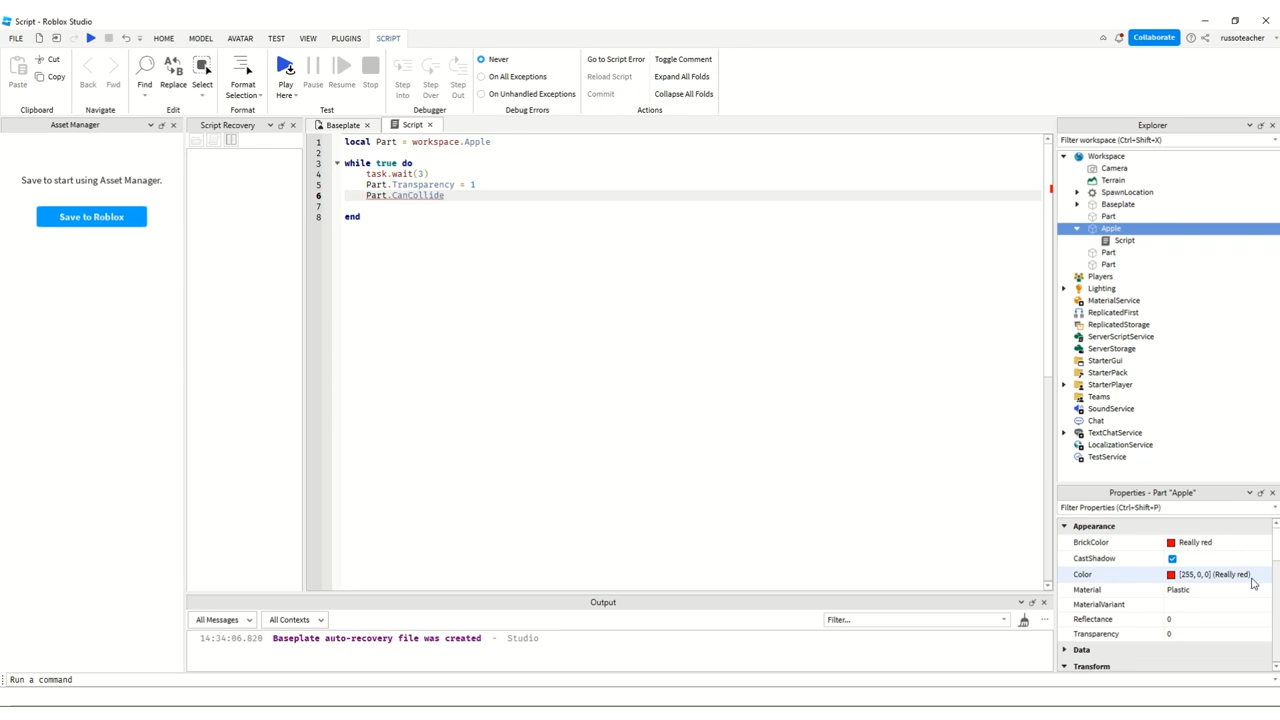 Script - Roblox Studio
FILE HOME MODEL AVATAR TEST VIEW PLUGINS SCRIPT Collaborate russoteacher
Paste Cut Copy
Clipboard
Back Fwd
Navigate
Find Replace Select
Edit
Format Selection
Format
Play Here Pause Resume Stop
Test
Step Into Step Over Step Out
Debugger
Never
On All Exceptions
On Unhandled Exceptions
Debug Errors
Go to Script Error Toggle Comment
Reload Script Expand All Folds
Commit Collapse All Folds
Actions
Asset Manager
Save to start using Asset Manager.
Save to Roblox
Script Recovery
Baseplate Script
1 local Part = workspace.Apple
2
3 while true do
4 task.wait(3)
5 Part.Transparency = 1
6 Part.CanCollide
7
8 end
Explorer
Filter workspace (Ctrl+Shift+X)
Workspace
Camera
Terrain
SpawnLocation
Baseplate
Part
Apple
Script
Part
Part
Players
Lighting
MaterialService
ReplicatedFirst
ReplicatedStorage
ServerScriptService
ServerStorage
StarterGui
StarterPack
StarterPlayer
Teams
SoundService
Chat
TextChatService
LocalizationService
TestService
Properties - Part "Apple"
Filter Properties (Ctrl+Shift+P)
Appearance
BrickColor Really red
CastShadow
Color [255, 0, 0] (Really red)
Material Plastic
MaterialVariant
Reflectance 0
Transparency 0
Data
Transform
Output
All Messages All Contexts Filter...
14:34:06.820 Baseplate auto-recovery file was created - Studio
Run a command